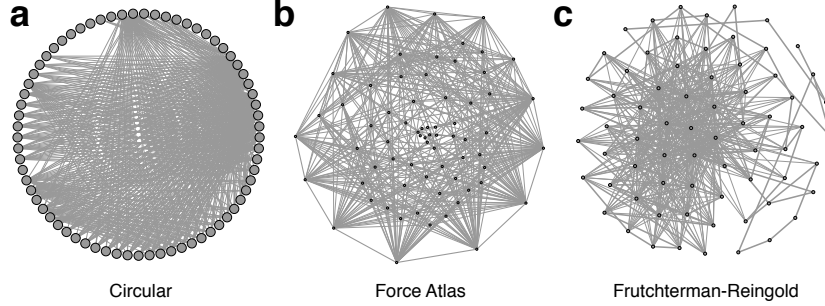 a
b
c
Circular
Force Atlas
Frutchterman-Reingold